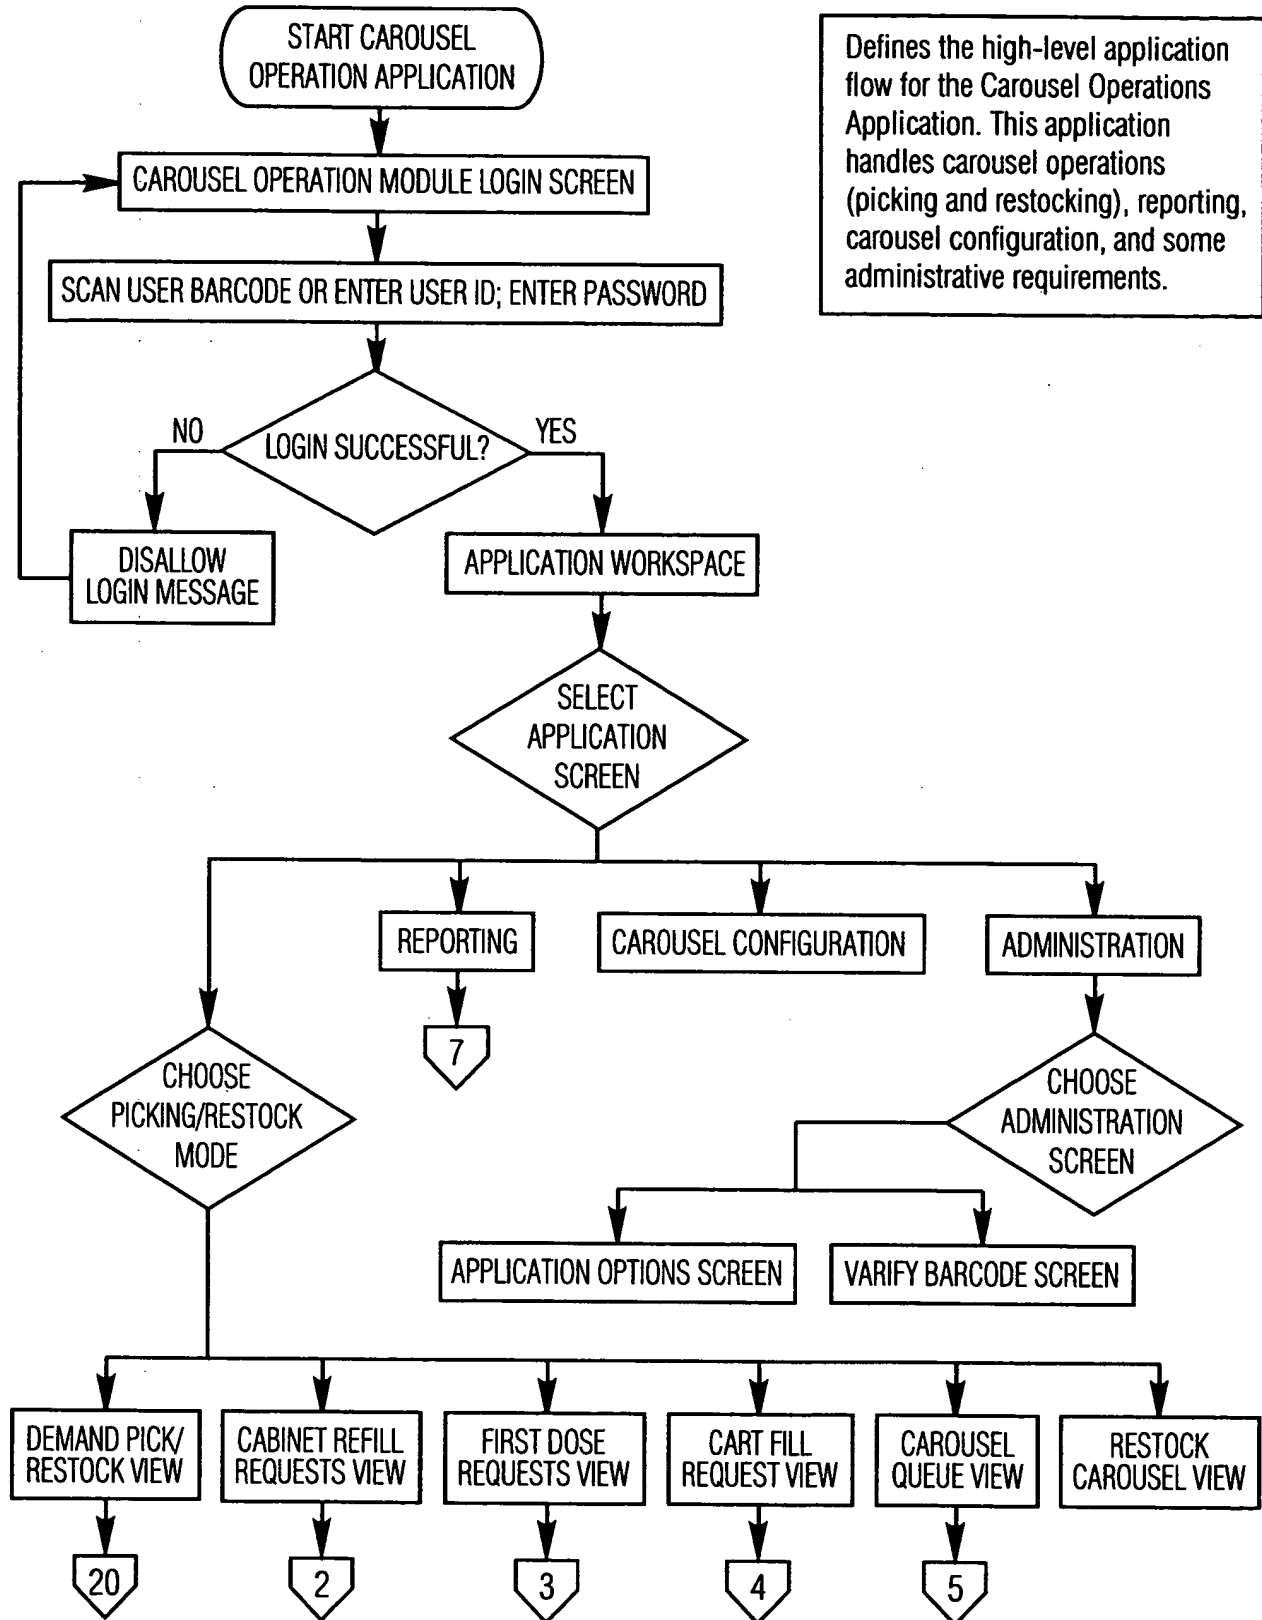 START CAROUSEL
OPERATION APPLICATION
Defines the high-level application
flow for the Carousel Operations
Application. This application
handles carousel operations
(picking and restocking), reporting,
carousel configuration, and some
administrative requirements.
CAROUSEL OPERATION MODULE LOGIN SCREEN
SCAN USER BARCODE OR ENTER USER ID; ENTER PASSWORD
LOGIN SUCCESSFUL?
NO
YES
DISALLOW
LOGIN MESSAGE
APPLICATION WORKSPACE
SELECT
APPLICATION
SCREEN
REPORTING
CAROUSEL CONFIGURATION
ADMINISTRATION
7
CHOOSE
PICKING/RESTOCK
MODE
CHOOSE
ADMINISTRATION
SCREEN
APPLICATION OPTIONS SCREEN
VARIFY BARCODE SCREEN
DEMAND PICK/
RESTOCK VIEW
CABINET REFILL
REQUESTS VIEW
FIRST DOSE
REQUESTS VIEW
CART FILL
REQUEST VIEW
CAROUSEL
QUEUE VIEW
RESTOCK
CAROUSEL VIEW
20
2
3
4
5